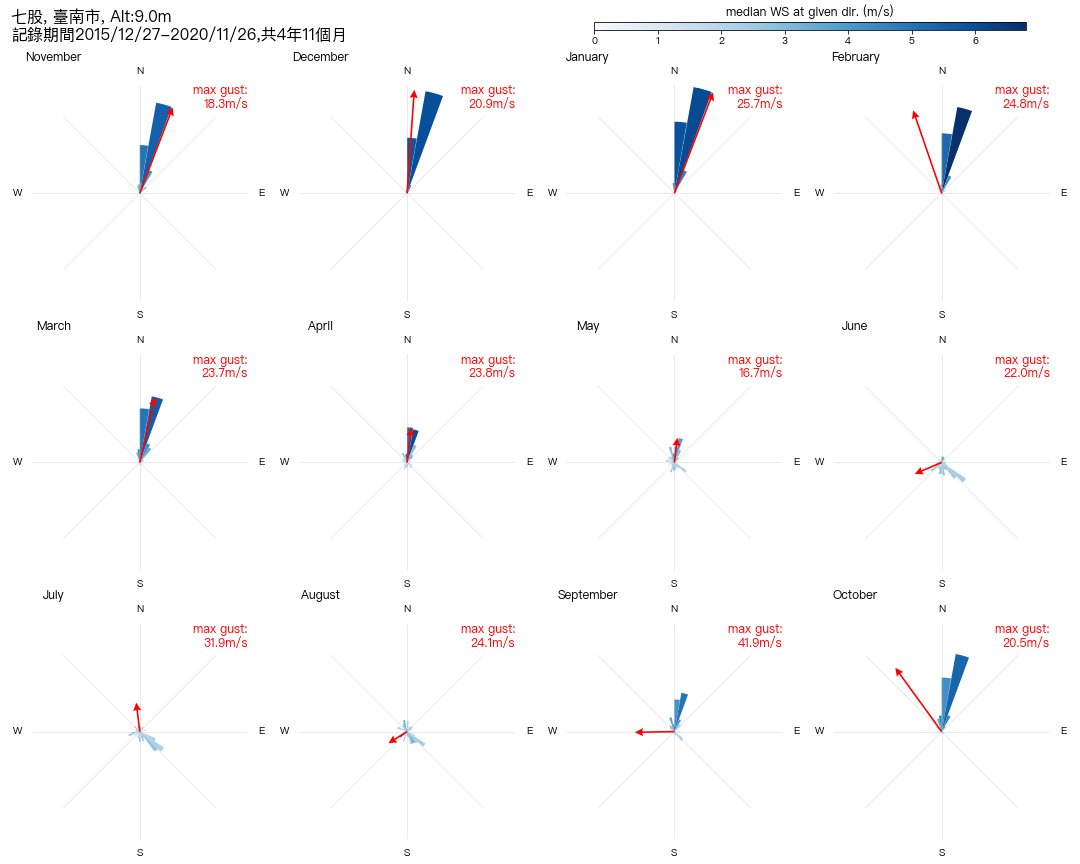 七股, 臺南市, Alt:9.0m
記錄期間2015/12/27–2020/11/26,共4年11個月
median WS at given dir. (m/s)
0 1 2 3 4 5 6
November
N
max gust:
18.3m/s
W E
S
December
N
max gust:
20.9m/s
W E
January
N
max gust:
25.7m/s
W E
S
February
N
max gust:
24.8m/s
W E
S
March
N
max gust:
23.7m/s
W E
S
April
N
max gust:
23.8m/s
W E
May
N
max gust:
16.7m/s
W E
S
June
N
max gust:
22.0m/s
W E
S
July
N
max gust:
31.9m/s
W E
S
August
N
max gust:
24.1m/s
W E
S
September
N
max gust:
41.9m/s
W E
S
October
N
max gust:
20.5m/s
W E
S